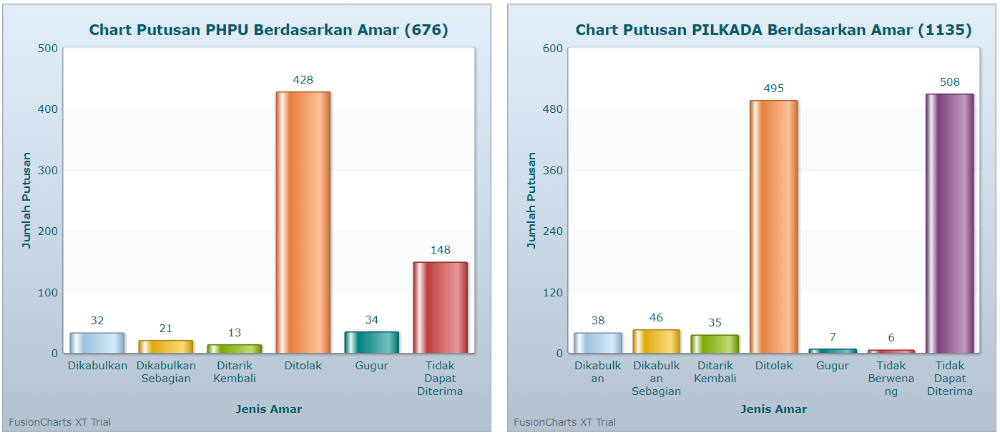 Chart Putusan PHPU Berdasarkan Amar (676)
500
400
300
200
100
0
Jumlah Putusan
32
21
13
428
34
148
Dikabulkan
Dikabulkan
Sebagian
Ditarik
Kembali
Ditolak
Gugur
Tidak
Dapat
Diterima
Jenis Amar
FusionCharts XT Trial
Chart Putusan PILKADA Berdasarkan Amar (1135)
600
480
360
240
120
0
Jumlah Putusan
38
46
35
495
7
6
508
Dikabulk
an
Dikabulk
an
Sebagian
Ditarik
Kembali
Ditolak
Gugur
Tidak
Berwena
ng
Tidak
Dapat
Diterima
Jenis Amar
FusionCharts XT Trial